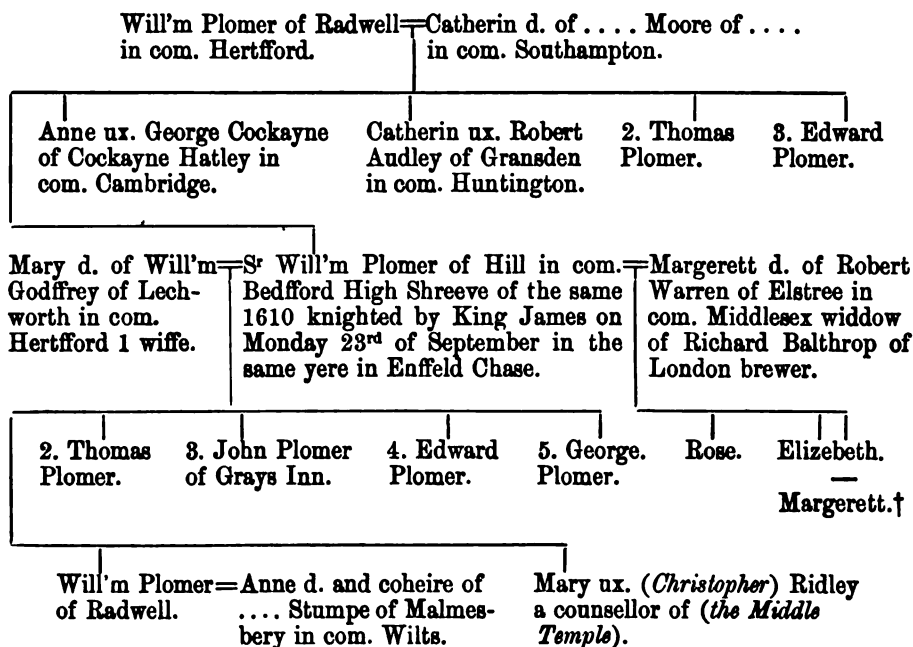 Will'm Plomer of Radwell=Catherin d. of .... Moore of ....
in com. Hertfford. in com. Southampton.
Anne ux. George Cockayne
of Cockayne Hatley in
com. Cambridge.
Catherin ux. Robert
Audley of Gransden
in com. Huntington.
2. Thomas
Plomer.
3. Edward
Plomer.
Mary d. of Will'm
Godffrey of Lech-
worth in com.
Hertfford 1 wiffe.
=Sr Will'm Plomer of Hill in com.=
Bedfford High Shreeve of the same
1610 knighted by King James on
Monday 23rd of September in the
same yere in Enffeld Chase.
Margerett d. of Robert
Warren of Elstree in
com. Middlesex widdow
of Richard Balthrop of
London brewer.
2. Thomas
Plomer.
3. John Plomer
of Grays Inn.
4. Edward
Plomer.
5. George.
Plomer.
Rose.
Elizebeth.
—
Margerett.†
Will'm Plomer=
of Radwell.
Anne d. and coheire of
.... Stumpe of Malmes-
bery in com. Wilts.
Mary ux. (Christopher) Ridley
a counsellor of (the Middle
Temple).